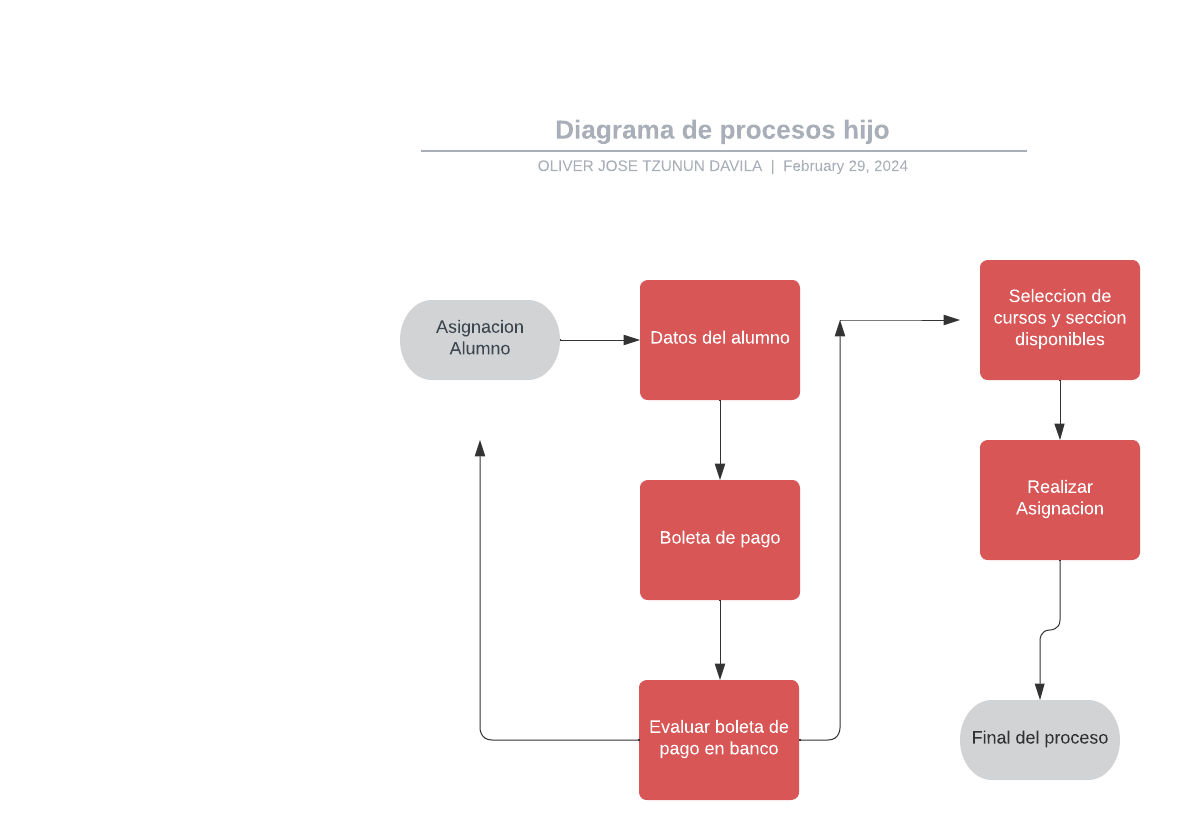 Diagrama de procesos hijo
OLIVER JOSE TZUNUN DAVILA | February 29, 2024
Asignacion
Alumno
Datos del alumno
Boleta de pago
Evaluar boleta de
pago en banco
Seleccion de
cursos y seccion
disponibles
Realizar
Asignacion
Final del proceso